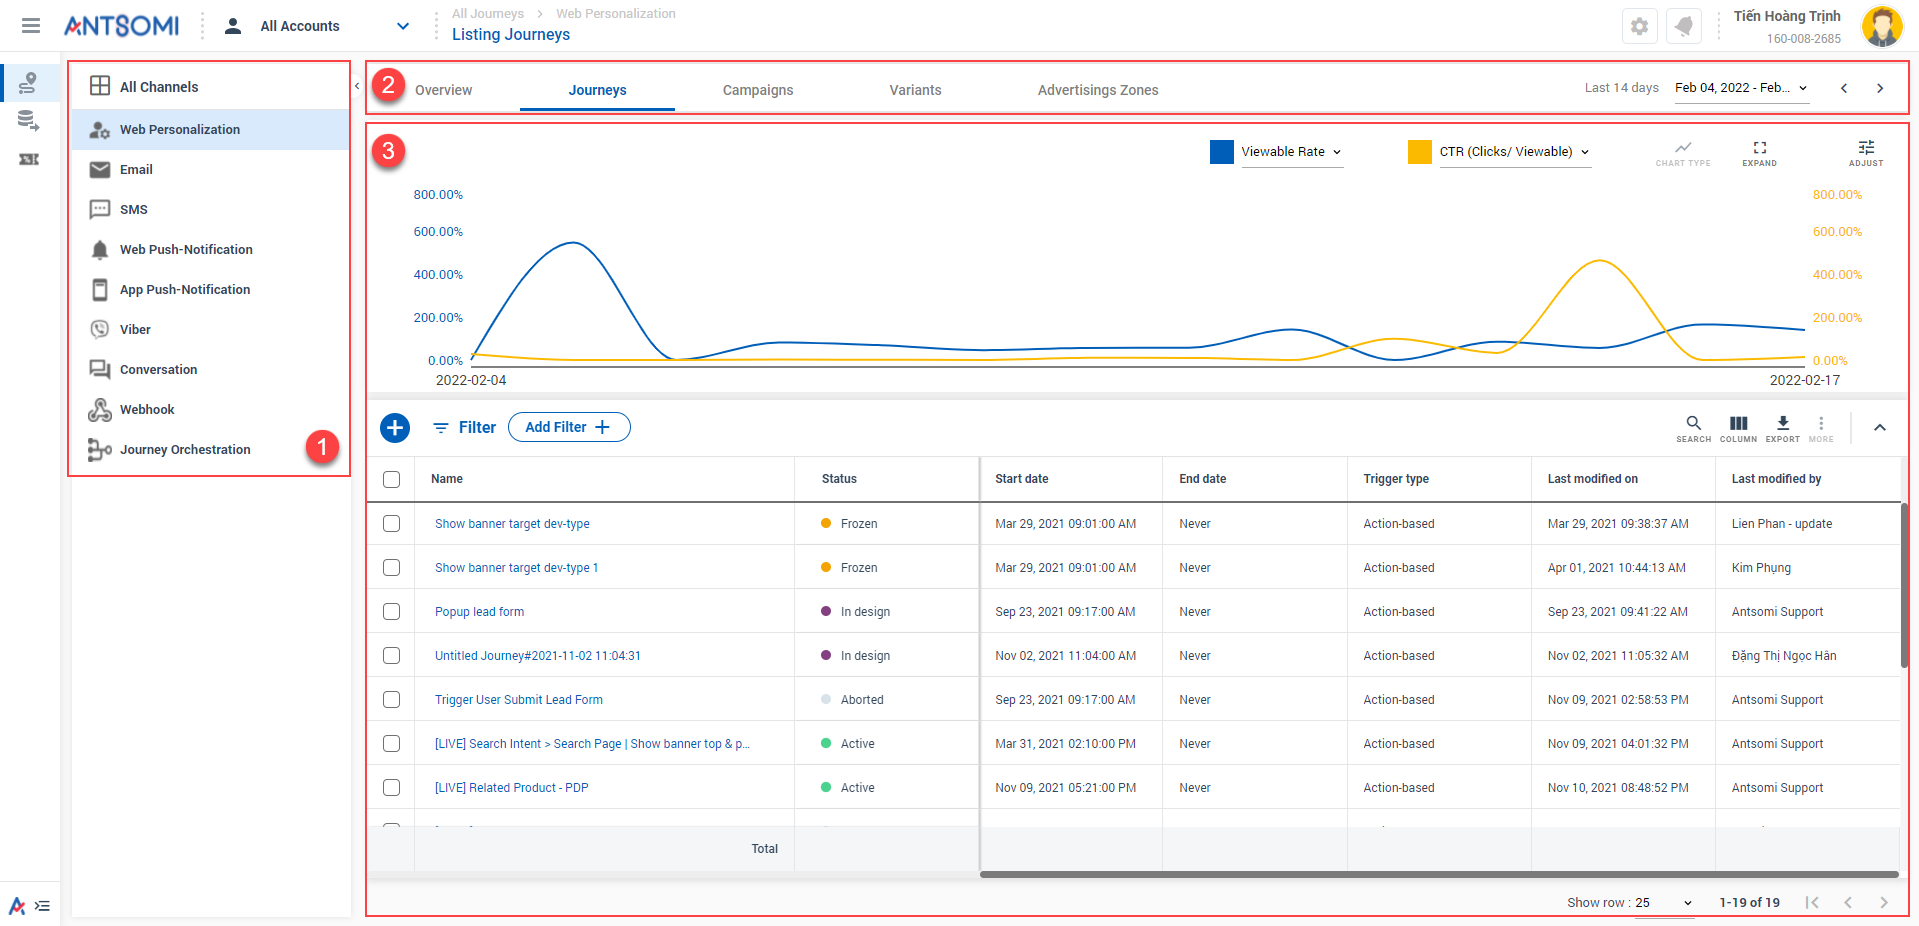 ANTSOMI
All Accounts
All Journeys > Web Personalization
Listing Journeys
Tiến Hoàng Trịnh
160-008-2685
All Channels
Web Personalization
Email
SMS
Web Push-Notification
App Push-Notification
Viber
Conversation
Webhook
Journey Orchestration
1
2
Overview
Journeys
Campaigns
Variants
Advertisings Zones
Last 14 days
Feb 04, 2022 - Feb...
3
Viewable Rate
CTR (Clicks/ Viewable)
CHART TYPE
EXPAND
ADJUST
800.00%
600.00%
400.00%
200.00%
0.00%
800.00%
600.00%
400.00%
200.00%
0.00%
2022-02-04
2022-02-17
Filter
Add Filter
SEARCH
COLUMN
EXPORT
MORE
Name Status Start date End date Trigger type Last modified on Last modified by
Show banner target dev-type Frozen Mar 29, 2021 09:01:00 AM Never Action-based Mar 29, 2021 09:38:37 AM Lien Phan - update
Show banner target dev-type 1 Frozen Mar 29, 2021 09:01:00 AM Never Action-based Apr 01, 2021 10:44:13 AM Kim Phụng
Popup lead form In design Sep 23, 2021 09:17:00 AM Never Action-based Sep 23, 2021 09:41:22 AM Antsomi Support
Untitled Journey#2021-11-02 11:04:31 In design Nov 02, 2021 11:04:00 AM Never Action-based Nov 02, 2021 11:05:32 AM Đặng Thị Ngọc Hân
Trigger User Submit Lead Form Aborted Sep 23, 2021 09:17:00 AM Never Action-based Nov 09, 2021 02:58:53 PM Antsomi Support
[LIVE] Search Intent > Search Page | Show banner top & p... Active Mar 31, 2021 02:10:00 PM Never Action-based Nov 09, 2021 04:01:32 PM Antsomi Support
[LIVE] Related Product - PDP Active Nov 09, 2021 05:21:00 PM Never Action-based Nov 10, 2021 08:48:52 PM Antsomi Support
Total
Show row : 25
1-19 of 19